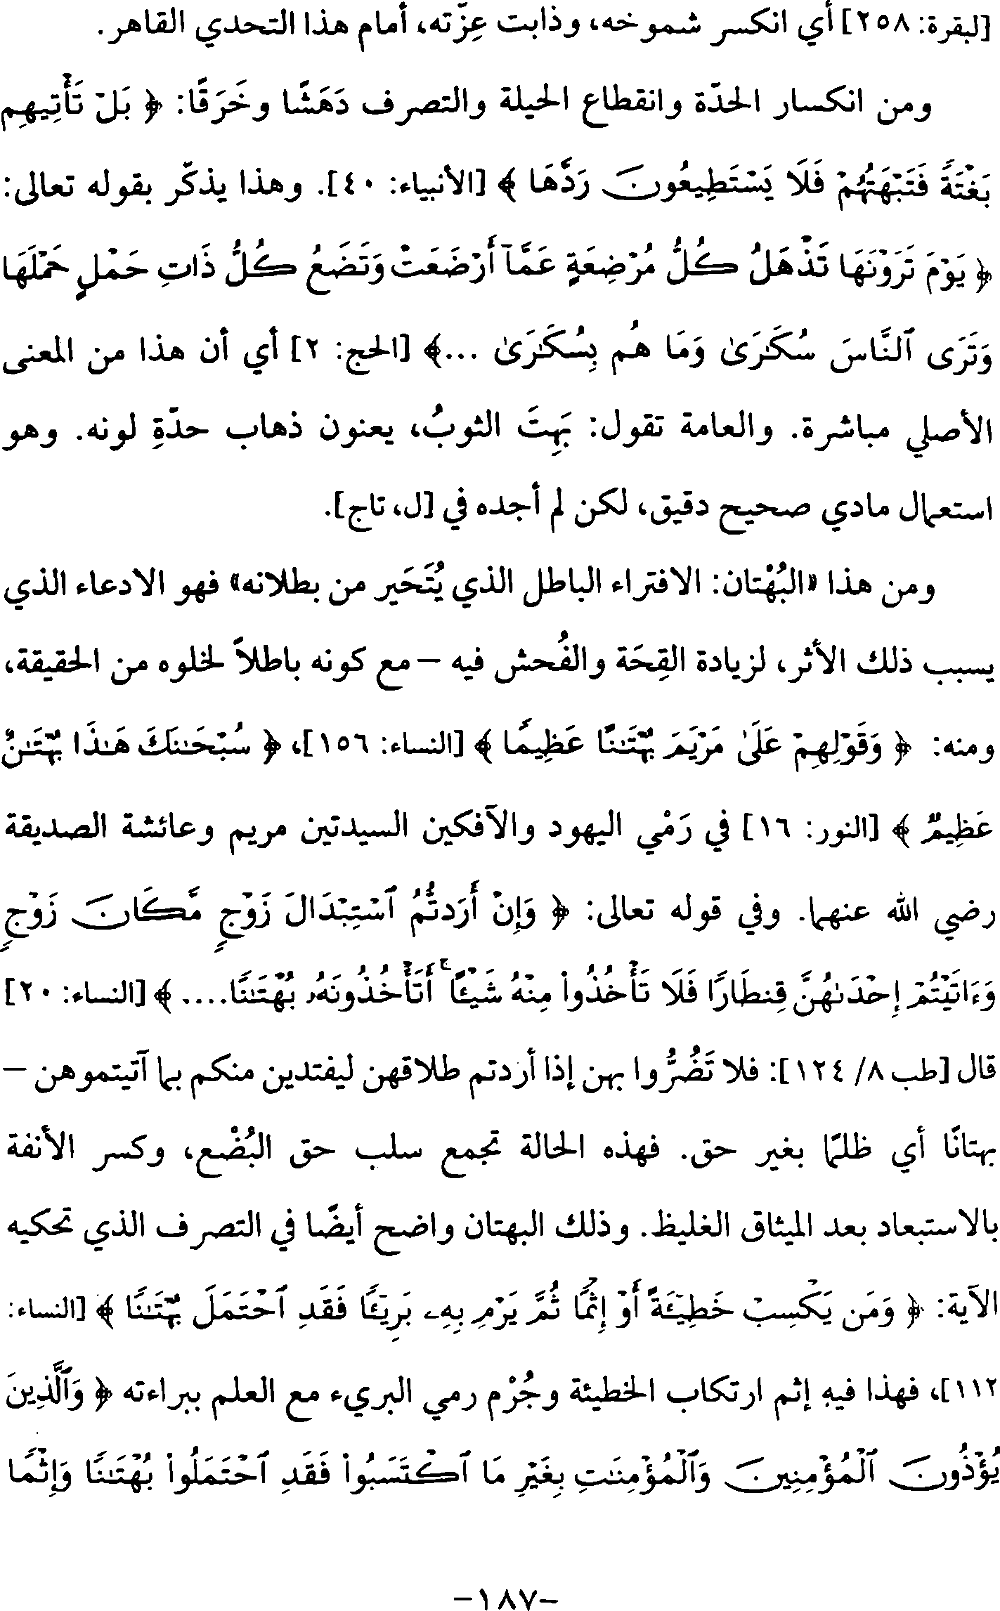 [لبقرة: ٢٥٨] أي انكسر شموخه، وذابت عِزّته، أمام هذا التحدي القاهر.
ومن انكسار الحدّة وانقطاع الحيلة والتصرف دَهَشًا وخَرَقًا: ﴿ بَلْ تَأْتِيهِم
بَغْتَةً فَتَبْهَتُهُمْ فَلَا يَسْتَطِيعُونَ رَدَّهَا ﴾ [الأنبياء: ٤٠]. وهذا يذكّر بقوله تعالى:
﴿ يَوْمَ تَرَوْنَهَا تَذْهَلُ كُلُّ مُرْضِعَةٍ عَمَّآ أَرْضَعَتْ وَتَضَعُ كُلُّ ذَاتِ حَمْلٍ حَمْلَهَا
وَتَرَى ٱلنَّاسَ سُكَـٰرَىٰ وَمَا هُم بِسُكَـٰرَىٰ ...﴾ [الحج: ٢] أي أن هذا من المعنى
الأصلي مباشرة. والعامة تقول: بَهِتَ الثوبُ، يعنون ذهاب حدّةِ لونه. وهو
استعمال مادي صحيح دقيق، لكن لم أجده في [ل، تاج].
ومن هذا «البُهْتان: الافتراء الباطل الذي يُتَحَير من بطلانه» فهو الادعاء الذي
يسبب ذلك الأثر، لزيادة القِحَة والفُحش فيه – مع كونه باطلاً لخلوه من الحقيقة،
ومنه: ﴿ وَقَوْلِهِمْ عَلَىٰ مَرْيَمَ بُهْتَـٰنًا عَظِيمًا ﴾ [النساء: ١٥٦]، ﴿ سُبْحَـٰنَكَ هَـٰذَا بُهْتَـٰنٌ
عَظِيمٌ ﴾ [النور: ١٦] في رَمْي اليهود والآفكين السيدتين مريم وعائشة الصديقة
رضي الله عنهما. وفي قوله تعالى: ﴿ وَإِنْ أَرَدتُّمُ ٱسْتِبْدَالَ زَوْجٍ مَّكَانَ زَوْجٍ
وَءَاتَيْتُمْ إِحْدَىٰهُنَّ قِنطَارًا فَلَا تَأْخُذُوا۟ مِنْهُ شَيْـًٔا ۚ أَتَأْخُذُونَهُۥ بُهْتَـٰنًا.... ﴾ [النساء: ٢٠]
قال [طب ٨/ ١٢٤]: فلا تَضُرُّوا بهن إذا أردتم طلاقهن ليفتدين منكم بما آتيتموهن –
بهتانًا أي ظلمًا بغير حق. فهذه الحالة تجمع سلب حق البُضْع، وكسر الأنفة
بالاستبعاد بعد الميثاق الغليظ. وذلك البهتان واضح أيضًا في التصرف الذي تحكيه
الآية: ﴿ وَمَن يَكْسِبْ خَطِيٓـَٔةً أَوْ إِثْمًا ثُمَّ يَرْمِ بِهِۦ بَرِيٓـًٔا فَقَدِ ٱحْتَمَلَ بُهْتَـٰنًا ﴾ [النساء:
١١٢]، فهذا فيه إثم ارتكاب الخطيئة وجُرْم رمي البريء مع العلم ببراءته ﴿ وَٱلَّذِينَ
يُؤْذُونَ ٱلْمُؤْمِنِينَ وَٱلْمُؤْمِنَـٰتِ بِغَيْرِ مَا ٱكْتَسَبُوا۟ فَقَدِ ٱحْتَمَلُوا۟ بُهْتَـٰنًا وَإِثْمًا
-١٨٧-